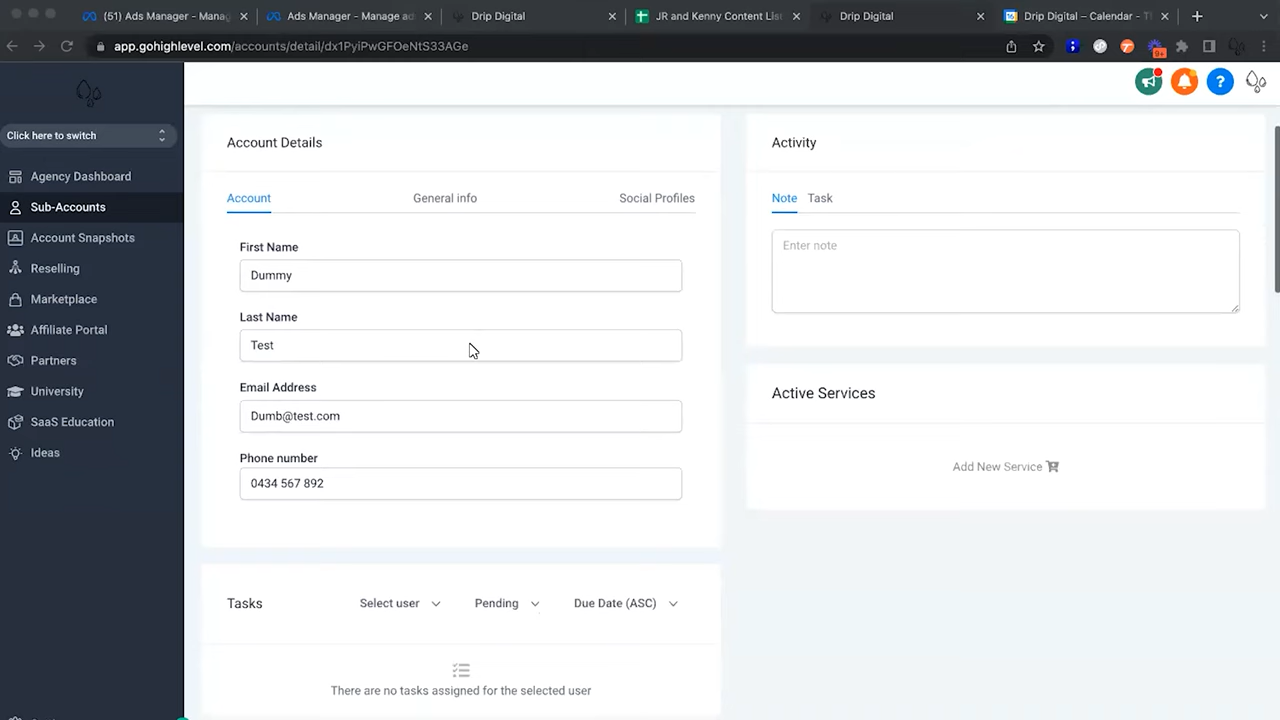 (51) Ads Manager - Manag
Ads Manager - Manage ad
Drip Digital
JR and Kenny Content List
Drip Digital
Drip Digital – Calendar - T
app.gohighlevel.com/accounts/detail/dx1PyiPwGFOeNtS33AGe
9+
Click here to switch
Agency Dashboard
Sub-Accounts
Account Snapshots
Reselling
Marketplace
Affiliate Portal
Partners
University
SaaS Education
Ideas
Account Details
Account
General info
Social Profiles
First Name
Dummy
Last Name
Test
Email Address
Dumb@test.com
Phone number
0434 567 892
Tasks
Select user
Pending
Due Date (ASC)
There are no tasks assigned for the selected user
Activity
Note
Task
Enter note
Active Services
Add New Service